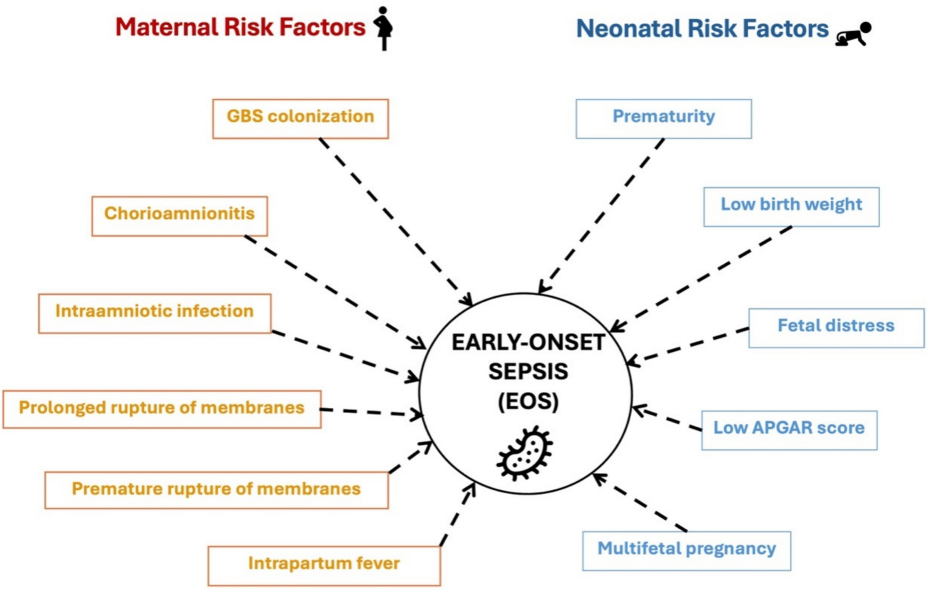 Maternal Risk Factors
Neonatal Risk Factors
GBS colonization
Prematurity
Chorioamnionitis
Low birth weight
Intraamniotic infection
Fetal distress
EARLY-ONSET
SEPSIS
(EOS)
Prolonged rupture of membranes
Low APGAR score
Premature rupture of membranes
Intrapartum fever
Multifetal pregnancy